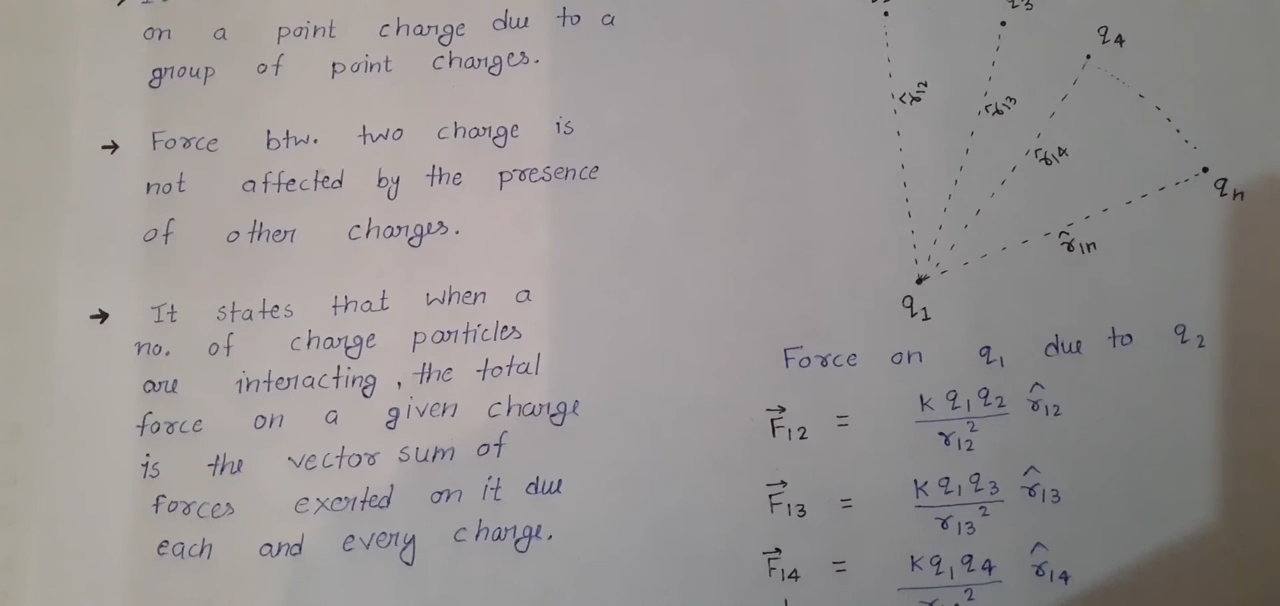 on a point charge due to a
group of point charges.
→ Force btw. two charge is
not affected by the presence
of other charges.
→ It states that when a
no. of charge particles
are interacting, the total
force on a given charge
is the vector sum of
forces exerted on it due
each and every charge.
q4
r̂12
r̂13
r̂14
qn
r̂1n
q1
Force on q1 due to q2
F⃗12 = K q1q2 / r12² r̂12
F⃗13 = K q1q3 / r13² r̂13
F⃗14 = K q1q4 r̂14